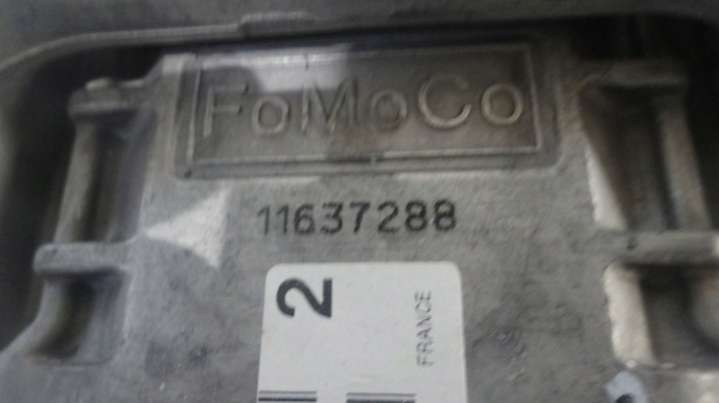 FoMoCo
11637288
2
FRANCE